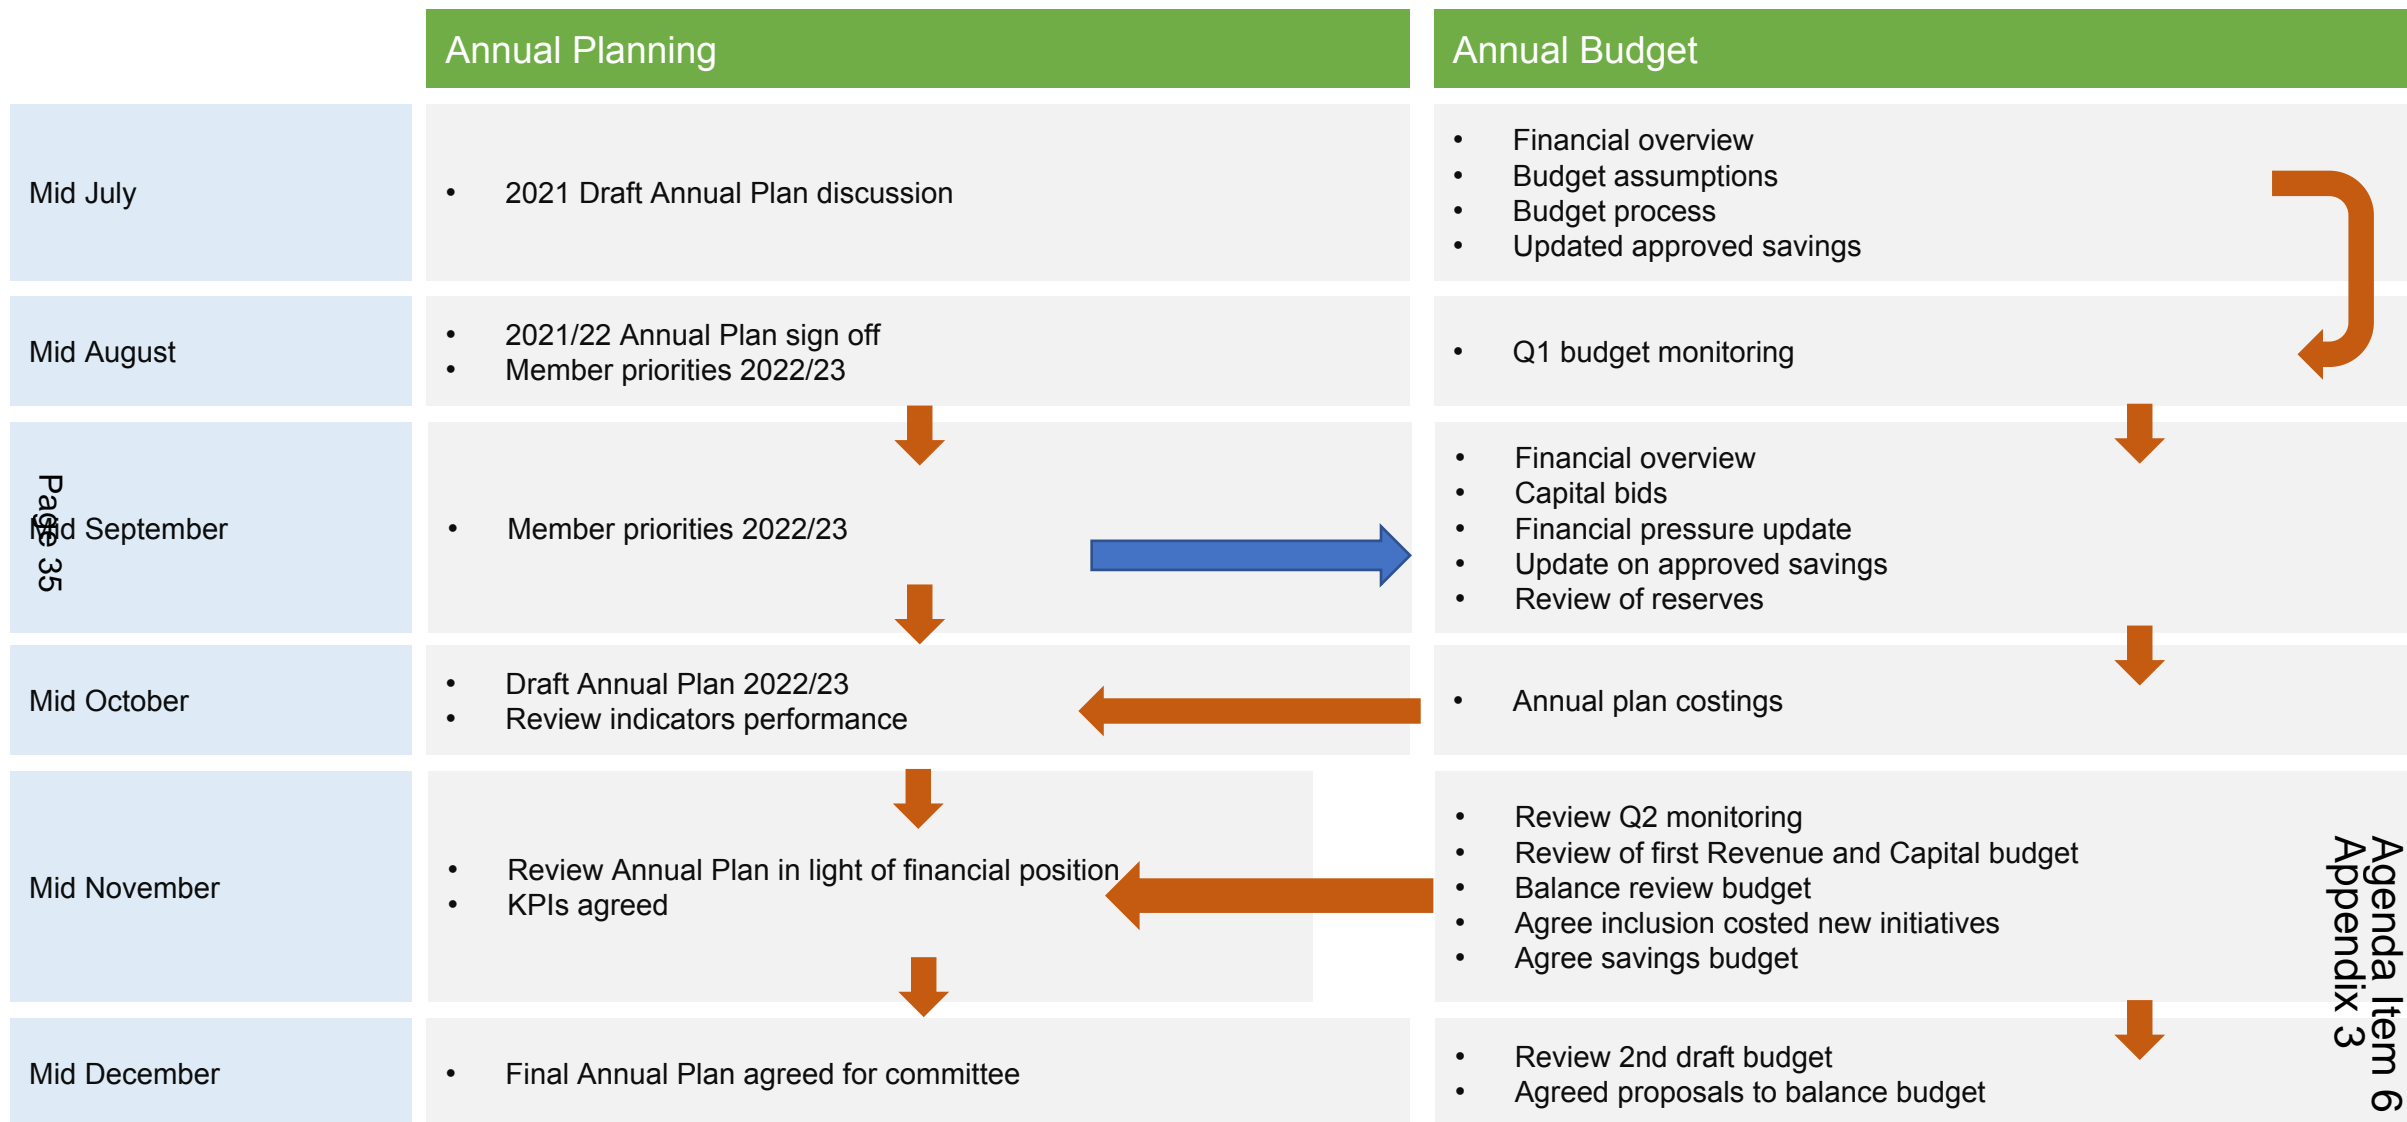 Annual Planning
Annual Budget
Mid July
• 2021 Draft Annual Plan discussion
• Financial overview
• Budget assumptions
• Budget process
• Updated approved savings
Mid August
• 2021/22 Annual Plan sign off
• Member priorities 2022/23
• Q1 budget monitoring
Mid September
• Member priorities 2022/23
• Financial overview
• Capital bids
• Financial pressure update
• Update on approved savings
• Review of reserves
Mid October
• Draft Annual Plan 2022/23
• Review indicators performance
• Annual plan costings
Mid November
• Review Annual Plan in light of financial position
• KPIs agreed
• Review Q2 monitoring
• Review of first Revenue and Capital budget
• Balance review budget
• Agree inclusion costed new initiatives
• Agree savings budget
Mid December
• Final Annual Plan agreed for committee
• Review 2nd draft budget
• Agreed proposals to balance budget
Page 35
Agenda Item 6
Appendix 3